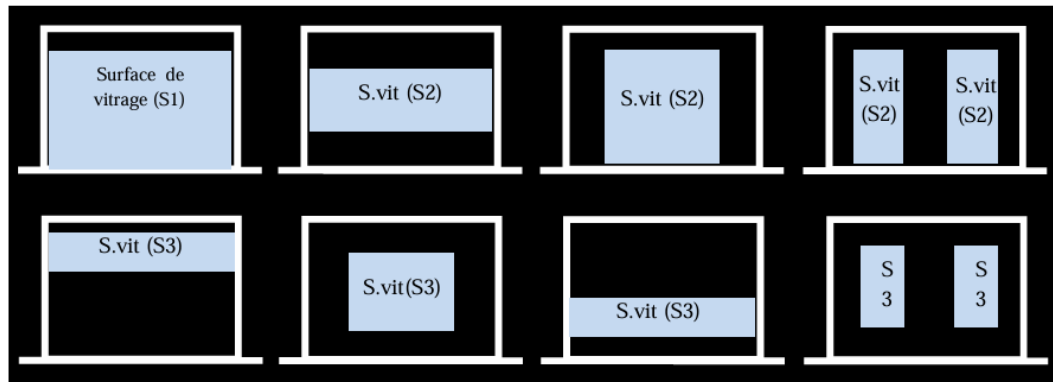 Surface de
vitrage (S1)
S.vit (S2)
S.vit (S2)
S.vit
(S2)
S.vit
(S2)
S.vit (S3)
S.vit(S3)
S.vit (S3)
S
3
S
3